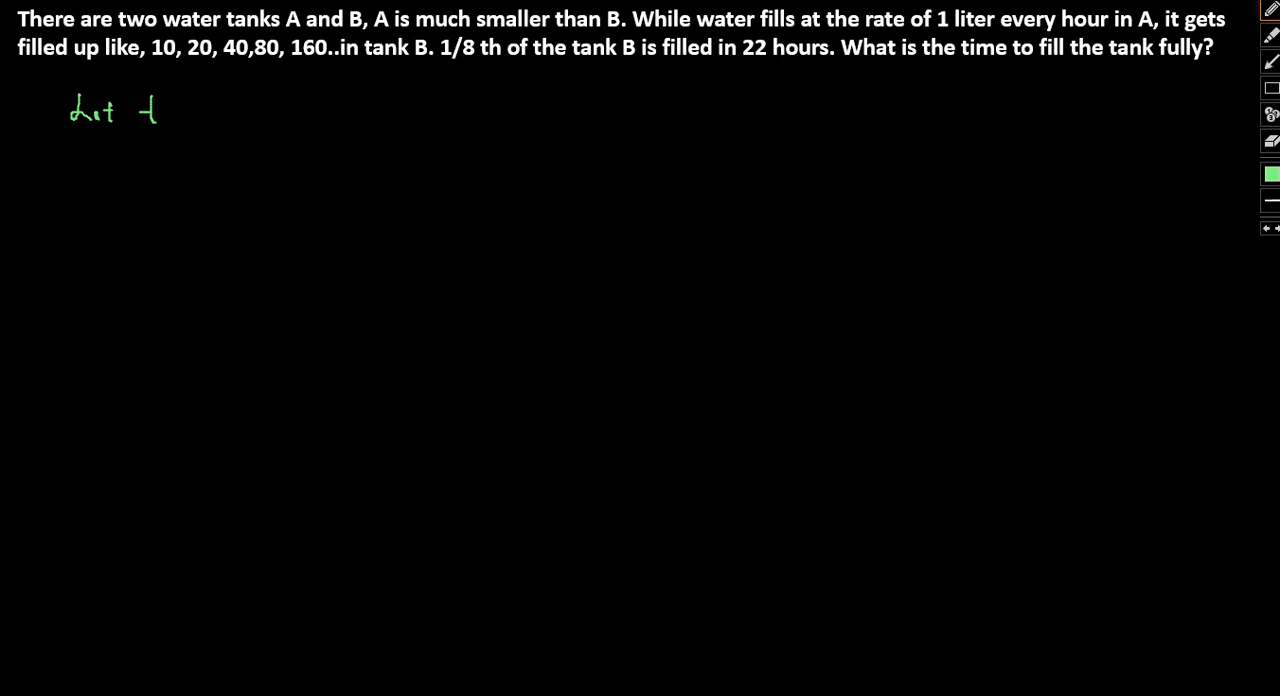 There are two water tanks A and B, A is much smaller than B. While water fills at the rate of 1 liter every hour in A, it gets
filled up like, 10, 20, 40,80, 160..in tank B. 1/8 th of the tank B is filled in 22 hours. What is the time to fill the tank fully?
Let